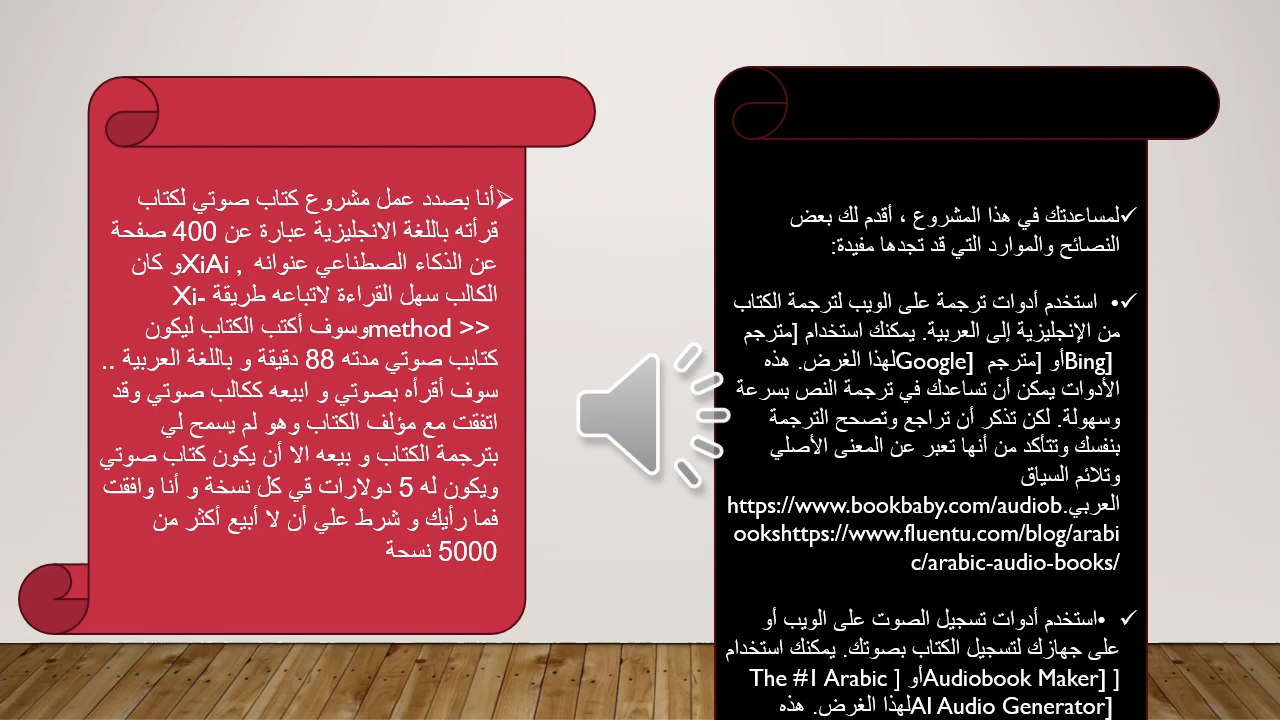 لمساعدتك في هذا المشروع ، أقدم لك بعض
النصائح والموارد التي قد تجدها مفيدة:
• استخدم أدوات ترجمة على الويب لترجمة الكتاب
من الإنجليزية إلى العربية. يمكنك استخدام [مترجم
Bing] أو [مترجم Google] لهذا الغرض. هذه
الأدوات يمكن أن تساعدك في ترجمة النص بسرعة
وسهولة. لكن تذكر أن تراجع وتصحح الترجمة
بنفسك وتتأكد من أنها تعبر عن المعنى الأصلي
وتلائم السياق
العربي.https://www.bookbaby.com/audiob
ookshttps://www.fluentu.com/blog/arabi
c/arabic-audio-books/
•استخدم أدوات تسجيل الصوت على الويب أو
على جهازك لتسجيل الكتاب بصوتك. يمكنك استخدام
[Audiobook Maker] أو [The #1 Arabic
AI Audio Generator] لهذا الغرض. هذه
أنا بصدد عمل مشروع كتاب صوتي لكتاب
قرأته باللغة الانجليزية عبارة عن 400 صفحة
عن الذكاء الصطناعي عنوانه XiAi , و كان
الكالب سهل القراءة لاتباعه طريقة Xi-
method >> وسوف أكتب الكتاب ليكون
كتابب صوتي مدته 88 دقيقة و باللغة العربية ..
سوف أقرأه بصوتي و ابيعه ككالب صوتي وقد
اتفقت مع مؤلف الكتاب وهو لم يسمح لي
بترجمة الكتاب و بيعه الا أن يكون كتاب صوتي
ويكون له 5 دولارات قي كل نسخة و أنا وافقت
فما رأيك و شرط علي أن لا أبيع أكثر من
5000 نسحة